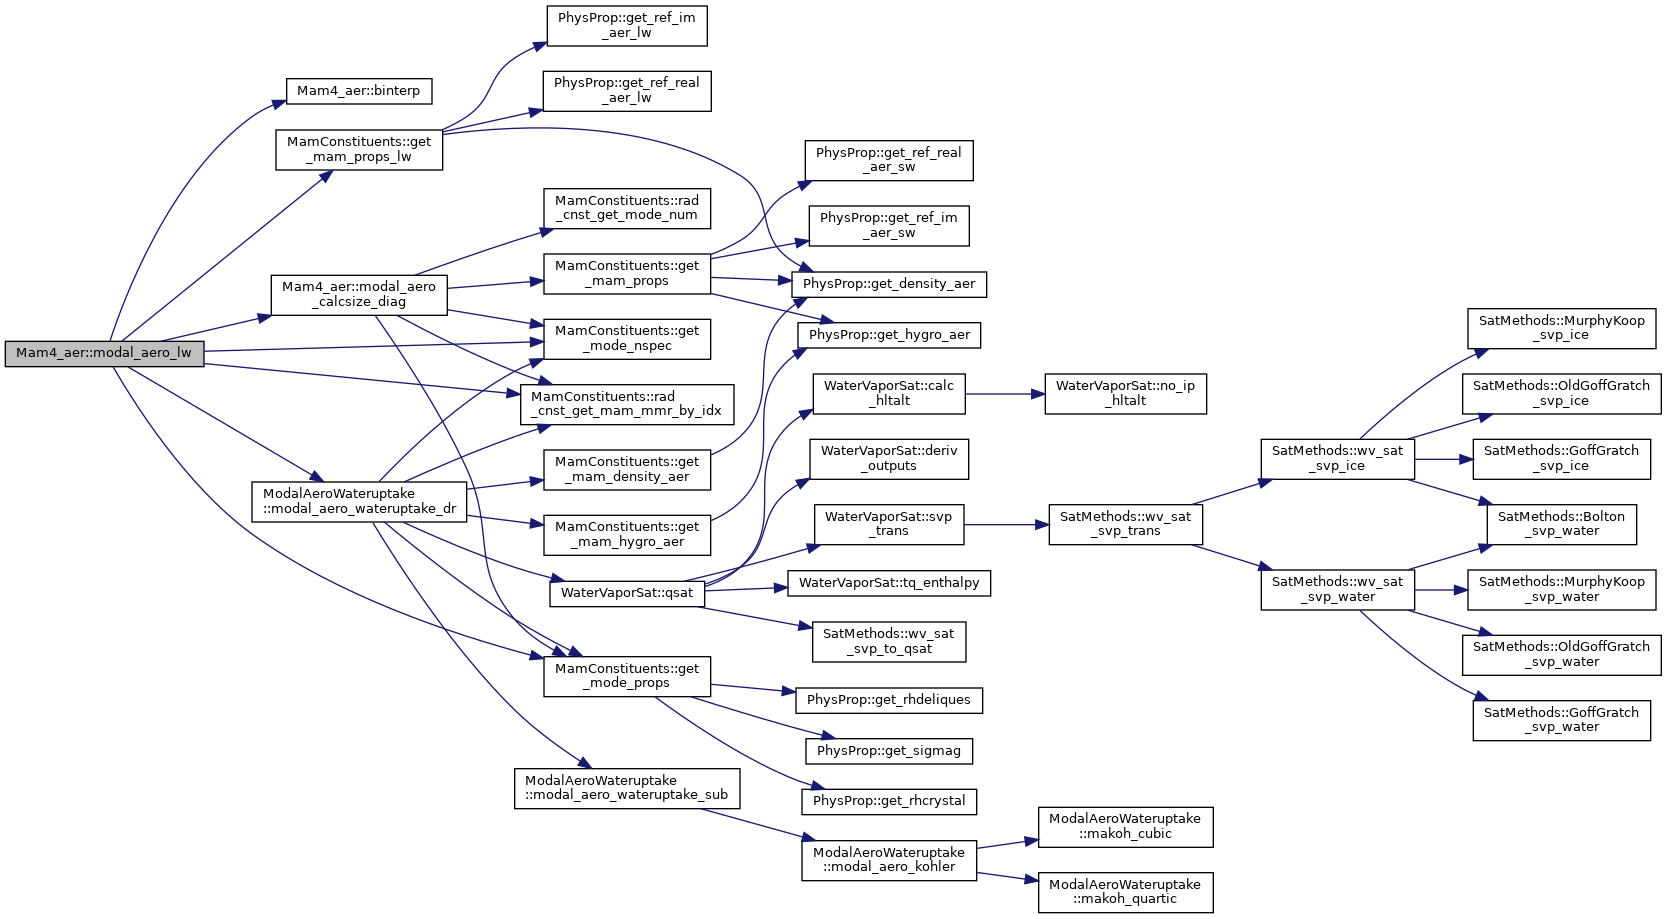 PhysProp::get_ref_im
_aer_lw
PhysProp::get_ref_real
_aer_lw
Mam4_aer::binterp
MamConstituents::get
_mam_props_lw
MamConstituents::rad
_cnst_get_mode_num
Mam4_aer::modal_aero
_calcsize_diag
MamConstituents::get
_mam_props
MamConstituents::get
_mode_nspec
Mam4_aer::modal_aero_lw
MamConstituents::rad
_cnst_get_mam_mmr_by_idx
MamConstituents::get
_mam_density_aer
ModalAeroWateruptake
::modal_aero_wateruptake_dr
MamConstituents::get
_mam_hygro_aer
WaterVaporSat::qsat
MamConstituents::get
_mode_props
ModalAeroWateruptake
::modal_aero_wateruptake_sub
PhysProp::get_ref_real
_aer_sw
PhysProp::get_ref_im
_aer_sw
PhysProp::get_density_aer
PhysProp::get_hygro_aer
WaterVaporSat::calc
_hltalt
WaterVaporSat::deriv
_outputs
WaterVaporSat::svp
_trans
WaterVaporSat::tq_enthalpy
SatMethods::wv_sat
_svp_to_qsat
PhysProp::get_rhdeliques
PhysProp::get_sigmag
PhysProp::get_rhcrystal
ModalAeroWateruptake
::modal_aero_kohler
WaterVaporSat::no_ip
_hltalt
SatMethods::wv_sat
_svp_trans
ModalAeroWateruptake
::makoh_cubic
ModalAeroWateruptake
::makoh_quartic
SatMethods::wv_sat
_svp_ice
SatMethods::wv_sat
_svp_water
SatMethods::MurphyKoop
_svp_ice
SatMethods::OldGoffGratch
_svp_ice
SatMethods::GoffGratch
_svp_ice
SatMethods::Bolton
_svp_water
SatMethods::MurphyKoop
_svp_water
SatMethods::OldGoffGratch
_svp_water
SatMethods::GoffGratch
_svp_water